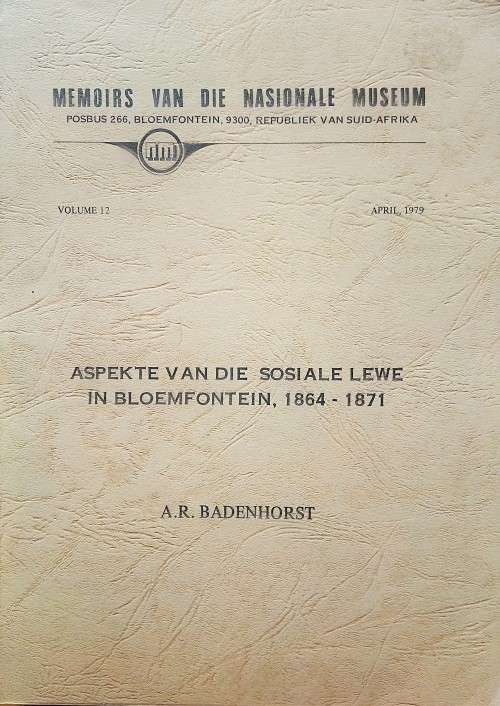 MEMOIRS VAN DIE NASIONALE MUSEUM
POSBUS 266, BLOEMFONTEIN, 9300, REPUBLIEK VAN SUID-AFRIKA
VOLUME 12 APRIL, 1979
ASPEKTE VAN DIE SOSIALE LEWE
IN BLOEMFONTEIN, 1864 - 1871
A.R. BADENHORST